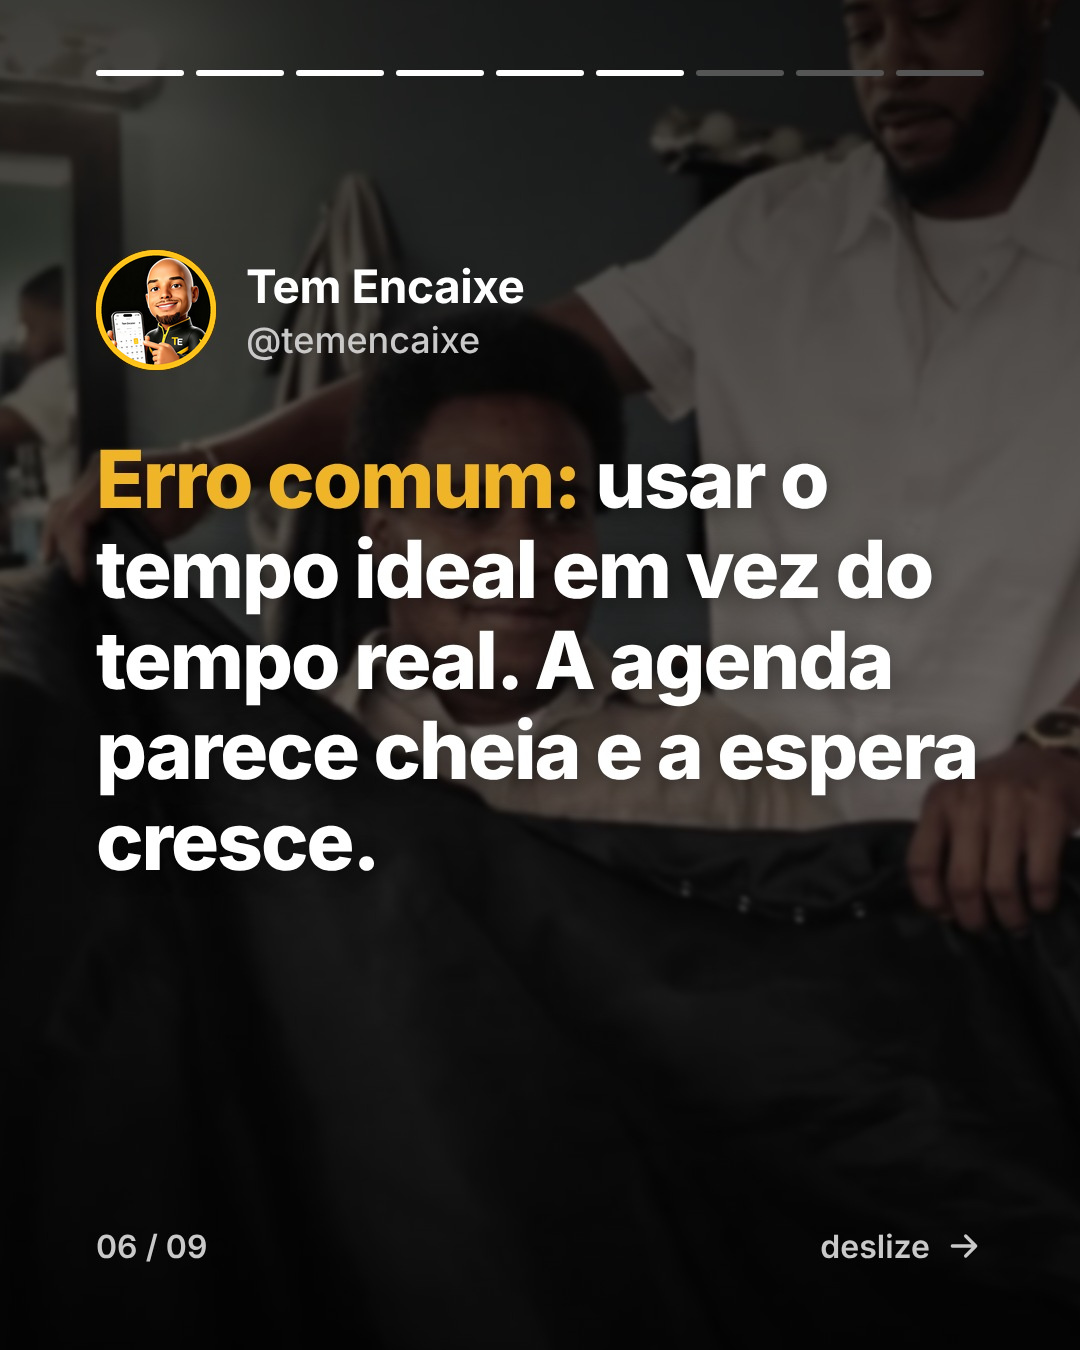 Tem Encaixe
@temencaixe
Erro comum: usar o
tempo ideal em vez do
tempo real. A agenda
parece cheia e a espera
cresce.
06 / 09
deslize →